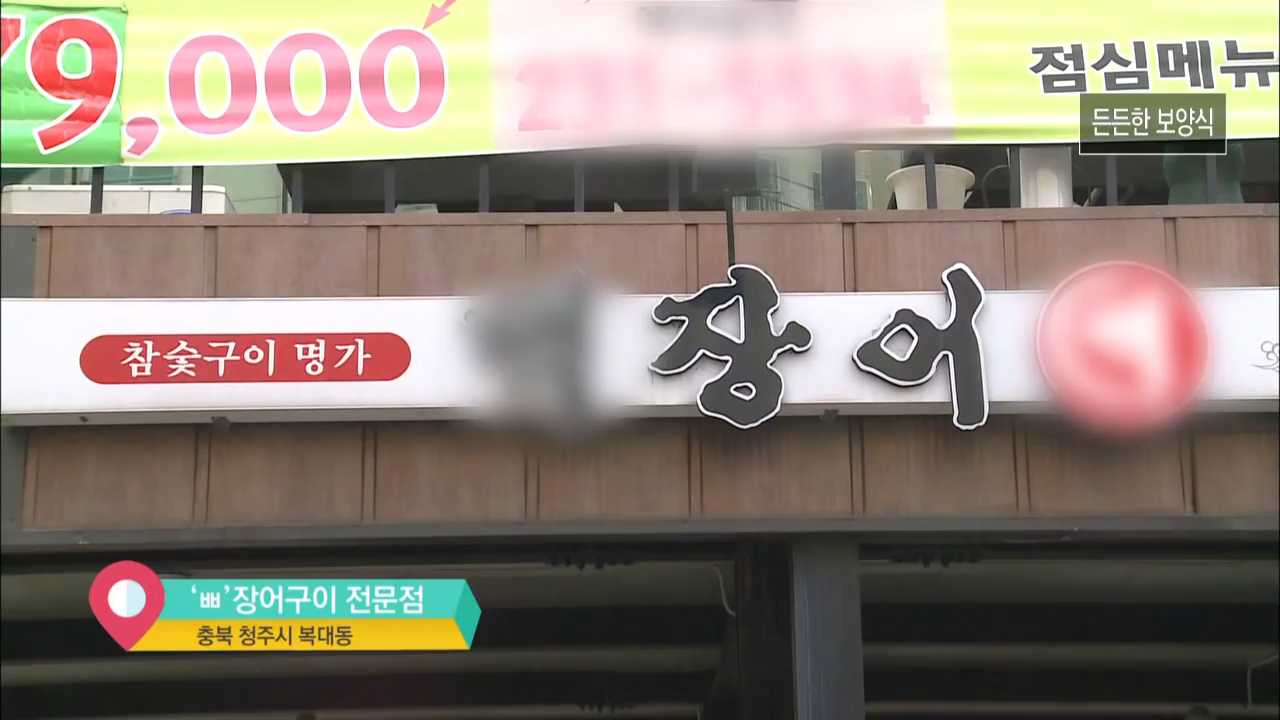 9,000
점심메뉴
든든한 보양식
참숯구이 명가
장어
‘ㅃ’장어구이 전문점
충북 청주시 복대동